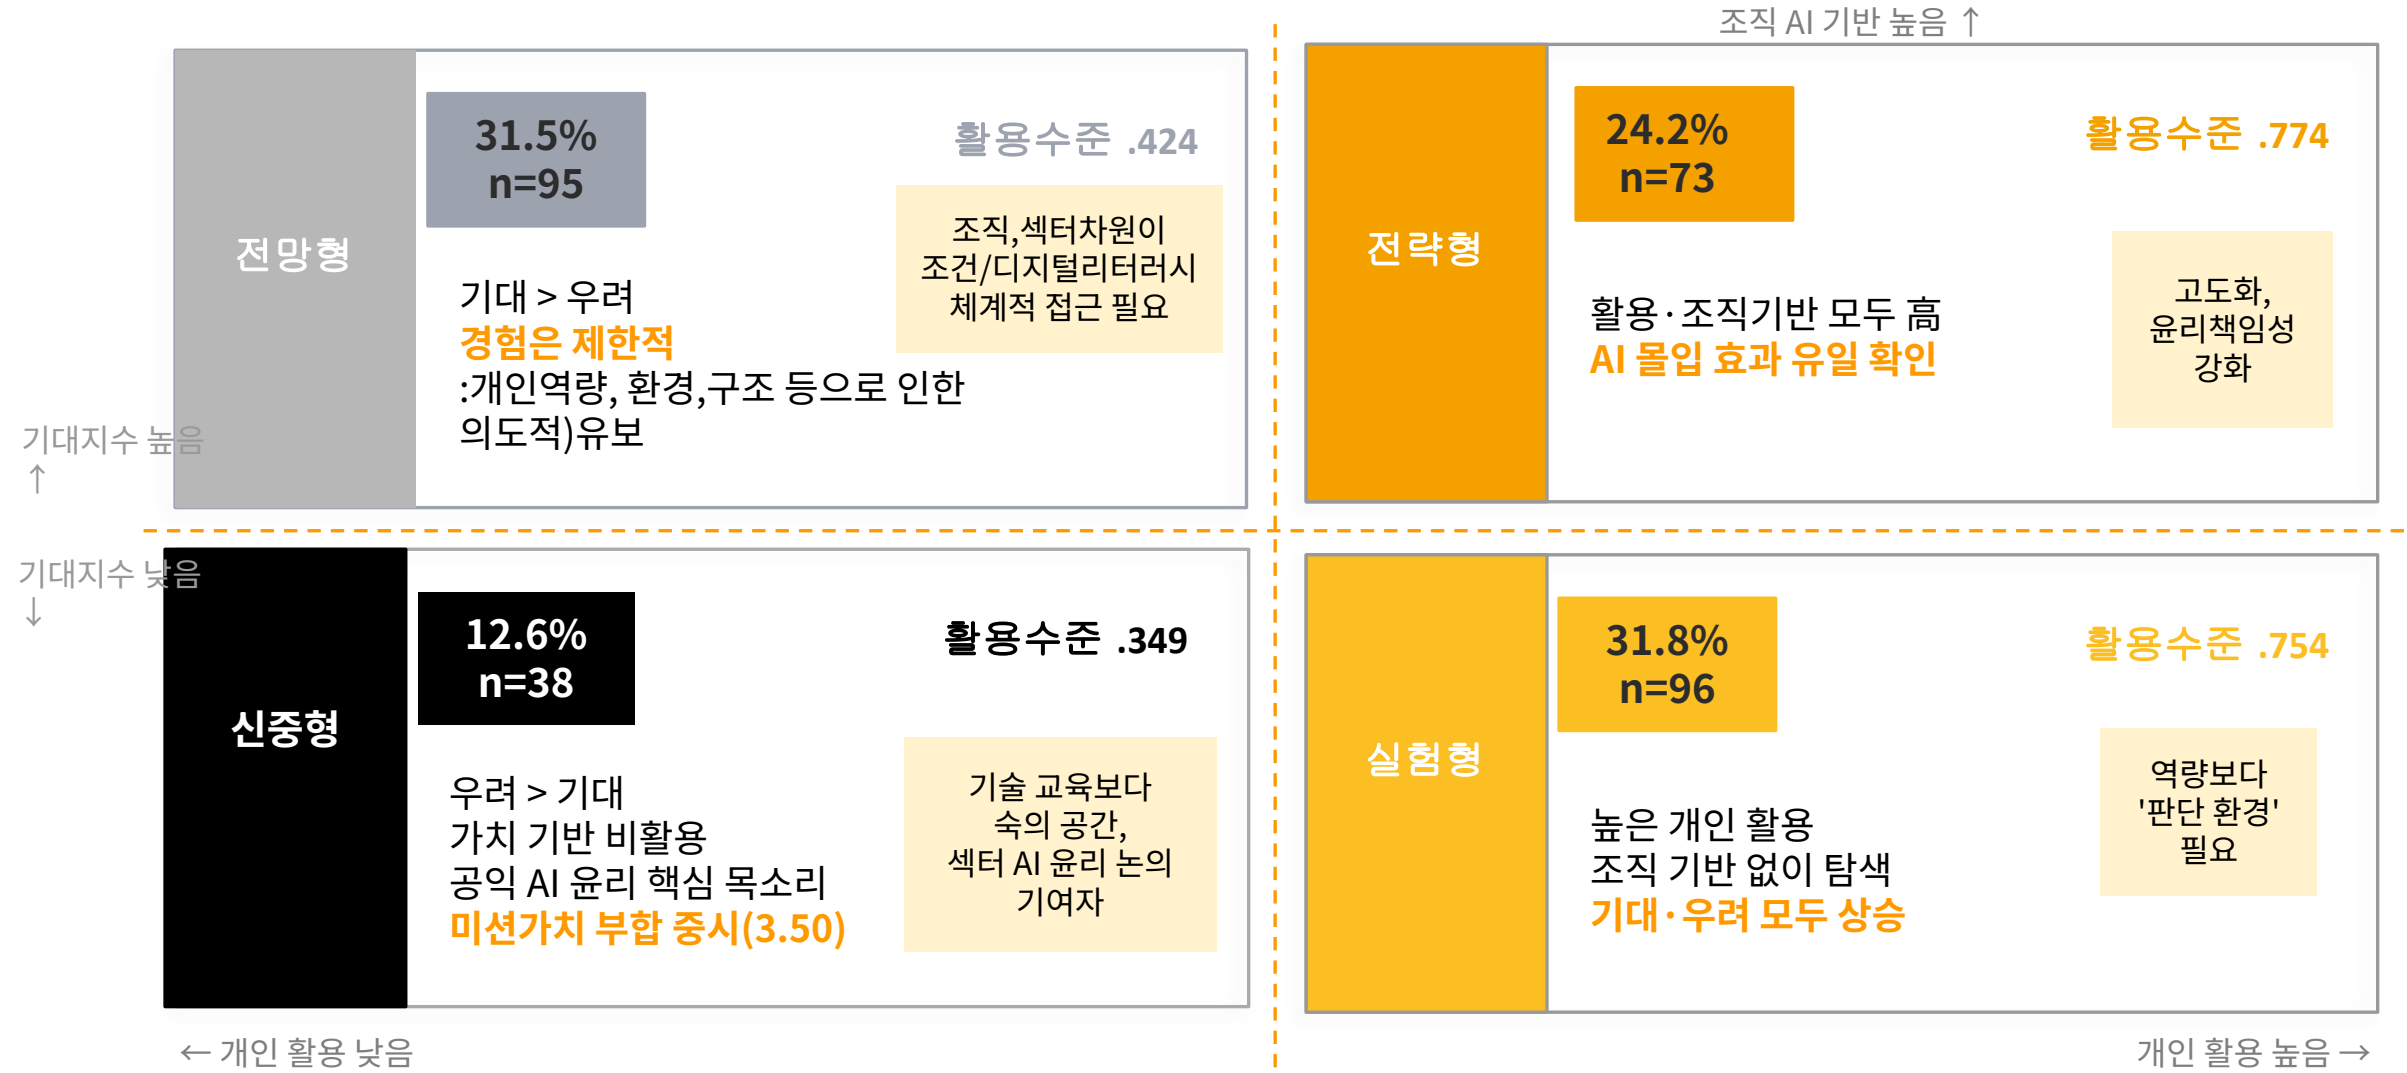 조직 AI 기반 높음 ↑
전망형
31.5%
n=95
활용수준 .424
조직,섹터차원이
조건/디지털리터러시
체계적 접근 필요
기대 > 우려
경험은 제한적
:개인역량, 환경,구조 등으로 인한
의도적)유보
전략형
24.2%
n=73
활용수준 .774
고도화,
윤리책임성
강화
활용·조직기반 모두 高
AI 몰입 효과 유일 확인
기대지수 높음
↑
기대지수 낮음
↓
신중형
12.6%
n=38
활용수준 .349
우려 > 기대
가치 기반 비활용
공익 AI 윤리 핵심 목소리
미션가치 부합 중시(3.50)
기술 교육보다
숙의 공간,
섹터 AI 윤리 논의
기여자
실험형
31.8%
n=96
활용수준 .754
높은 개인 활용
조직 기반 없이 탐색
기대·우려 모두 상승
역량보다
'판단 환경'
필요
← 개인 활용 낮음
개인 활용 높음 →